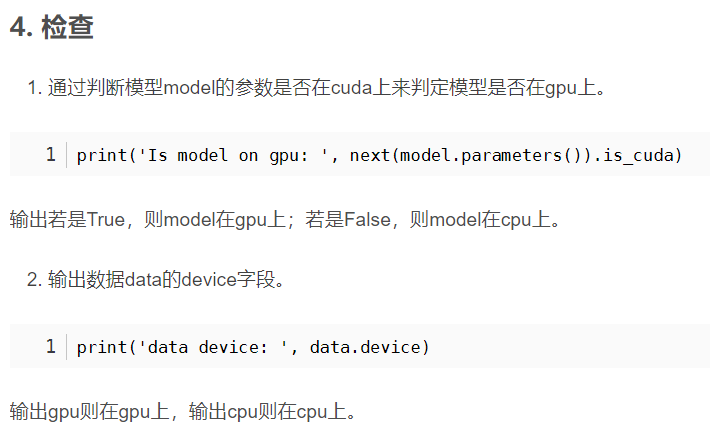 4. 检查
1. 通过判断模型model的参数是否在cuda上来判定模型是否在gpu上。
1 print('Is model on gpu: ', next(model.parameters()).is_cuda)
输出若是True，则model在gpu上；若是False，则model在cpu上。
2. 输出数据data的device字段。
1 print('data device: ', data.device)
输出gpu则在gpu上，输出cpu则在cpu上。